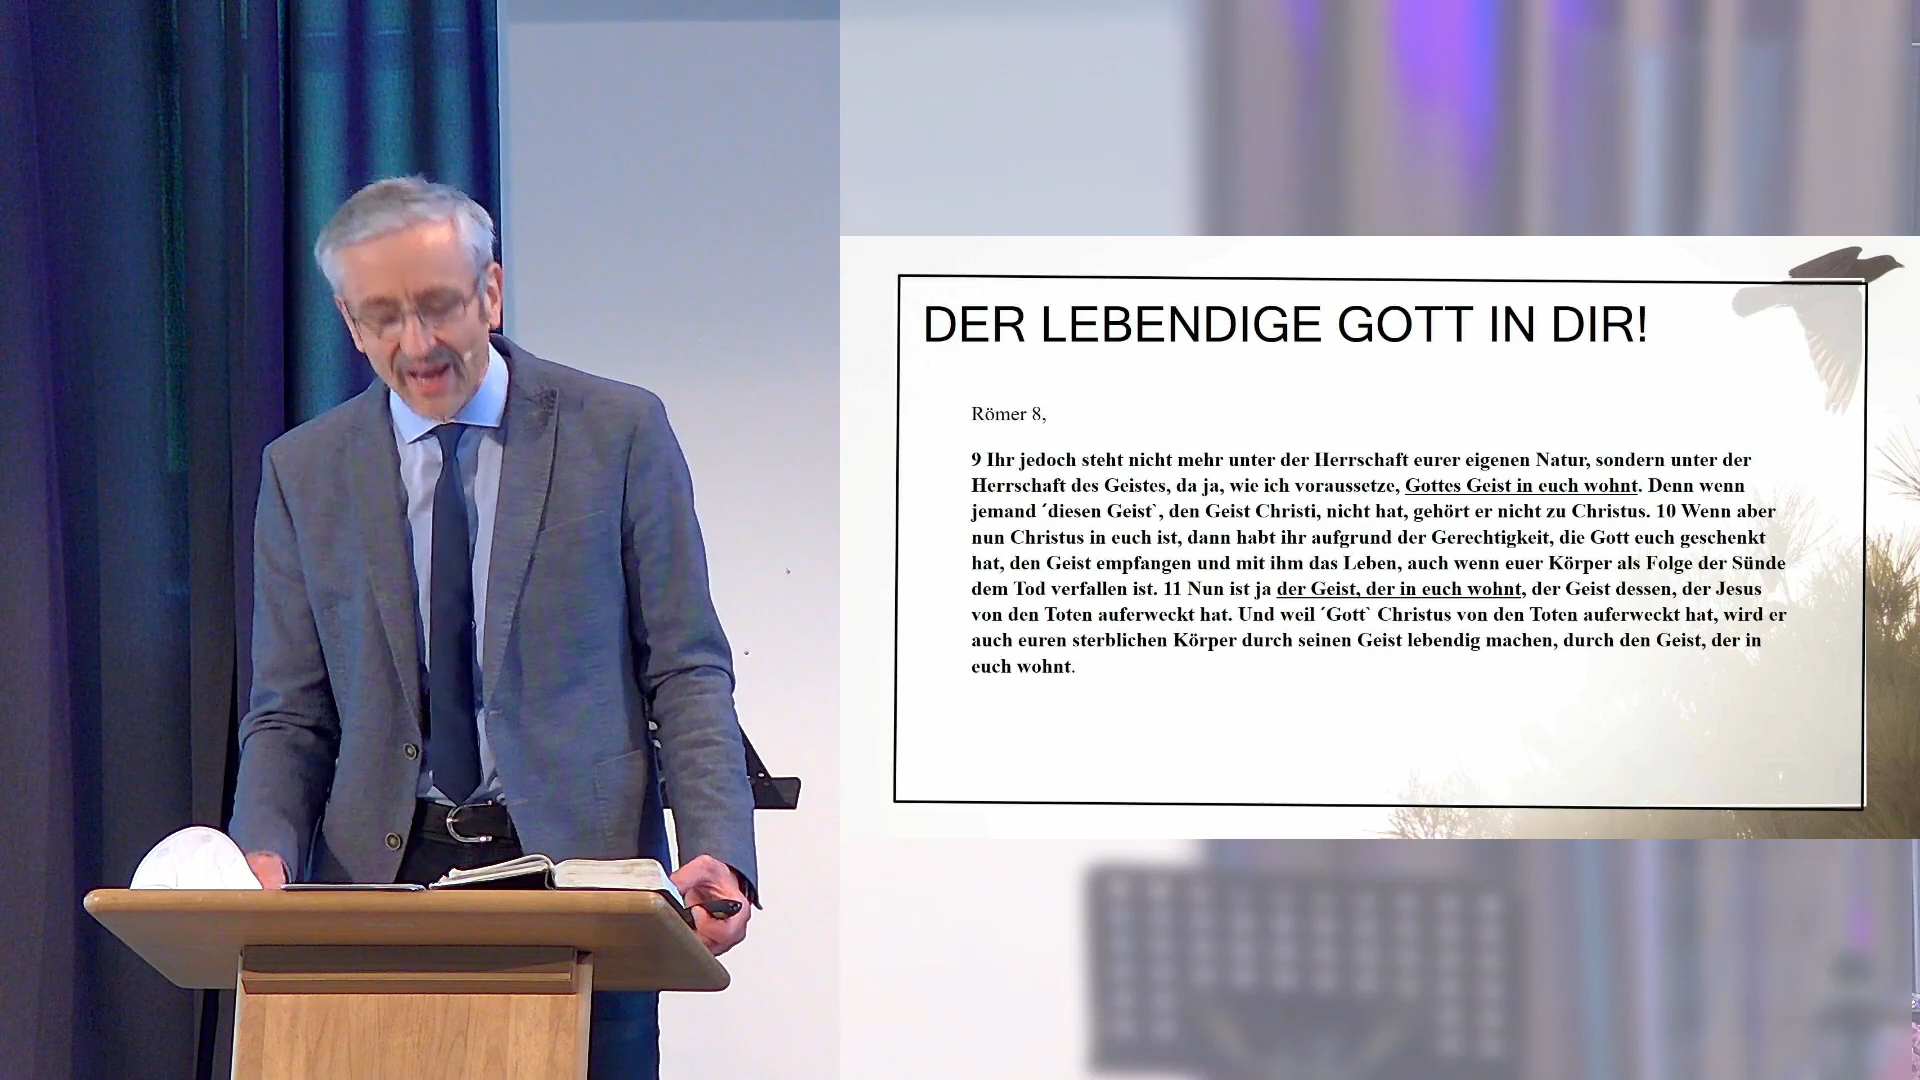 DER LEBENDIGE GOTT IN DIR!
Römer 8,
9 Ihr jedoch steht nicht mehr unter der Herrschaft eurer eigenen Natur, sondern unter der
Herrschaft des Geistes, da ja, wie ich voraussetze, Gottes Geist in euch wohnt. Denn wenn
jemand ´diesen Geist`, den Geist Christi, nicht hat, gehört er nicht zu Christus. 10 Wenn aber
nun Christus in euch ist, dann habt ihr aufgrund der Gerechtigkeit, die Gott euch geschenkt
hat, den Geist empfangen und mit ihm das Leben, auch wenn euer Körper als Folge der Sünde
dem Tod verfallen ist. 11 Nun ist ja der Geist, der in euch wohnt, der Geist dessen, der Jesus
von den Toten auferweckt hat. Und weil ´Gott` Christus von den Toten auferweckt hat, wird er
auch euren sterblichen Körper durch seinen Geist lebendig machen, durch den Geist, der in
euch wohnt.